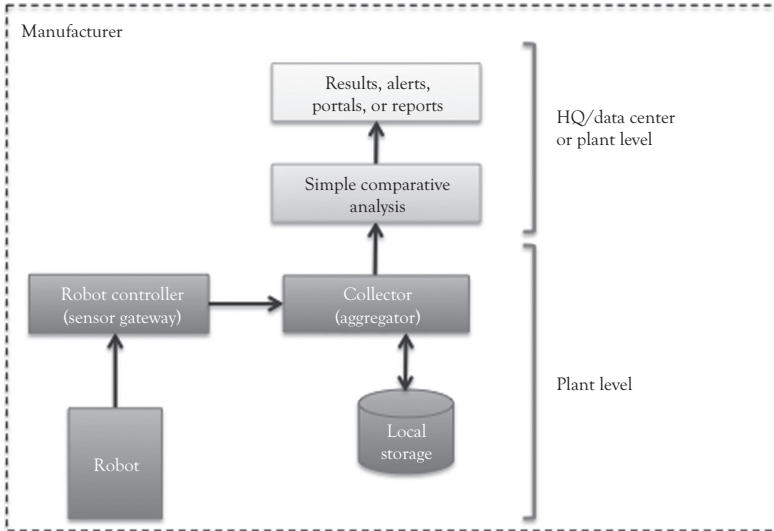 Manufacturer
Results, alerts,
portals, or reports
HQ/data center
or plant level
Simple comparative
analysis
Robot controller
(sensor gateway)
Collector
(aggregator)
Plant level
Local
storage
Robot